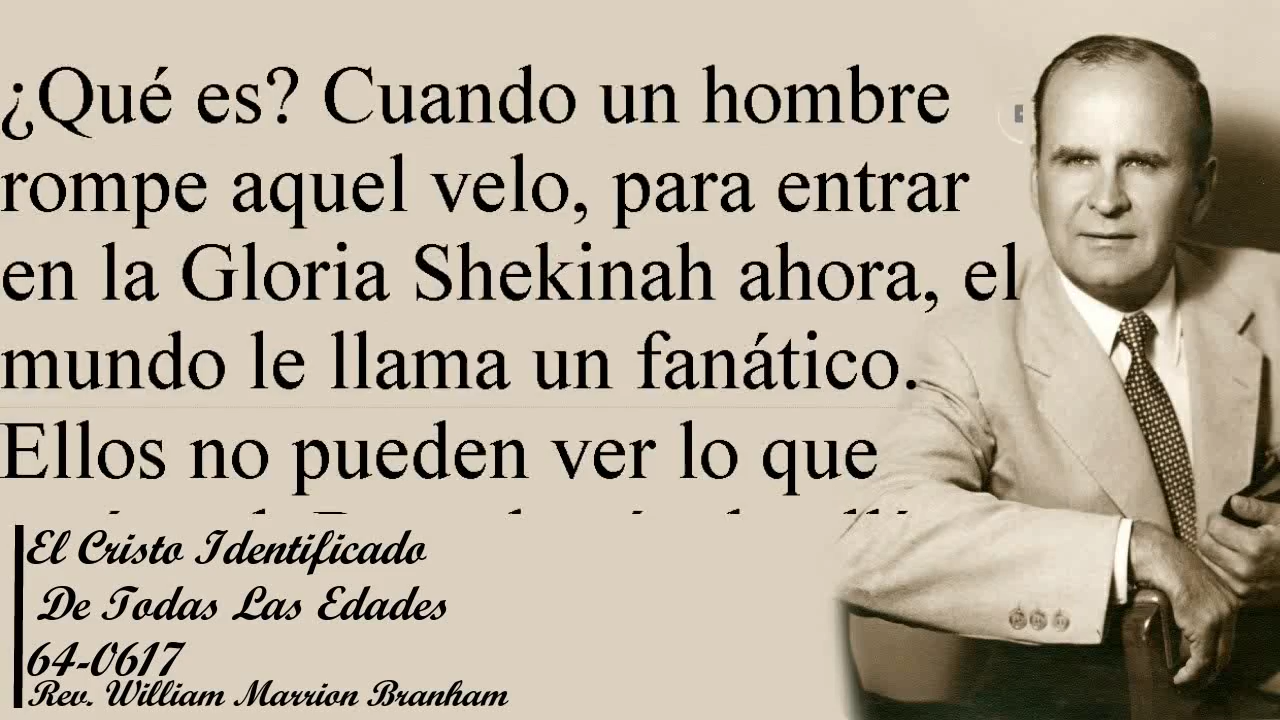 ¿Qué es? Cuando un hombre
rompe aquel velo, para entrar
en la Gloria Shekinah ahora, el
mundo le llama un fanático.
Ellos no pueden ver lo que
El Cristo Identificado
De Todas Las Edades
64-0617
Rev. William Marrion Branham